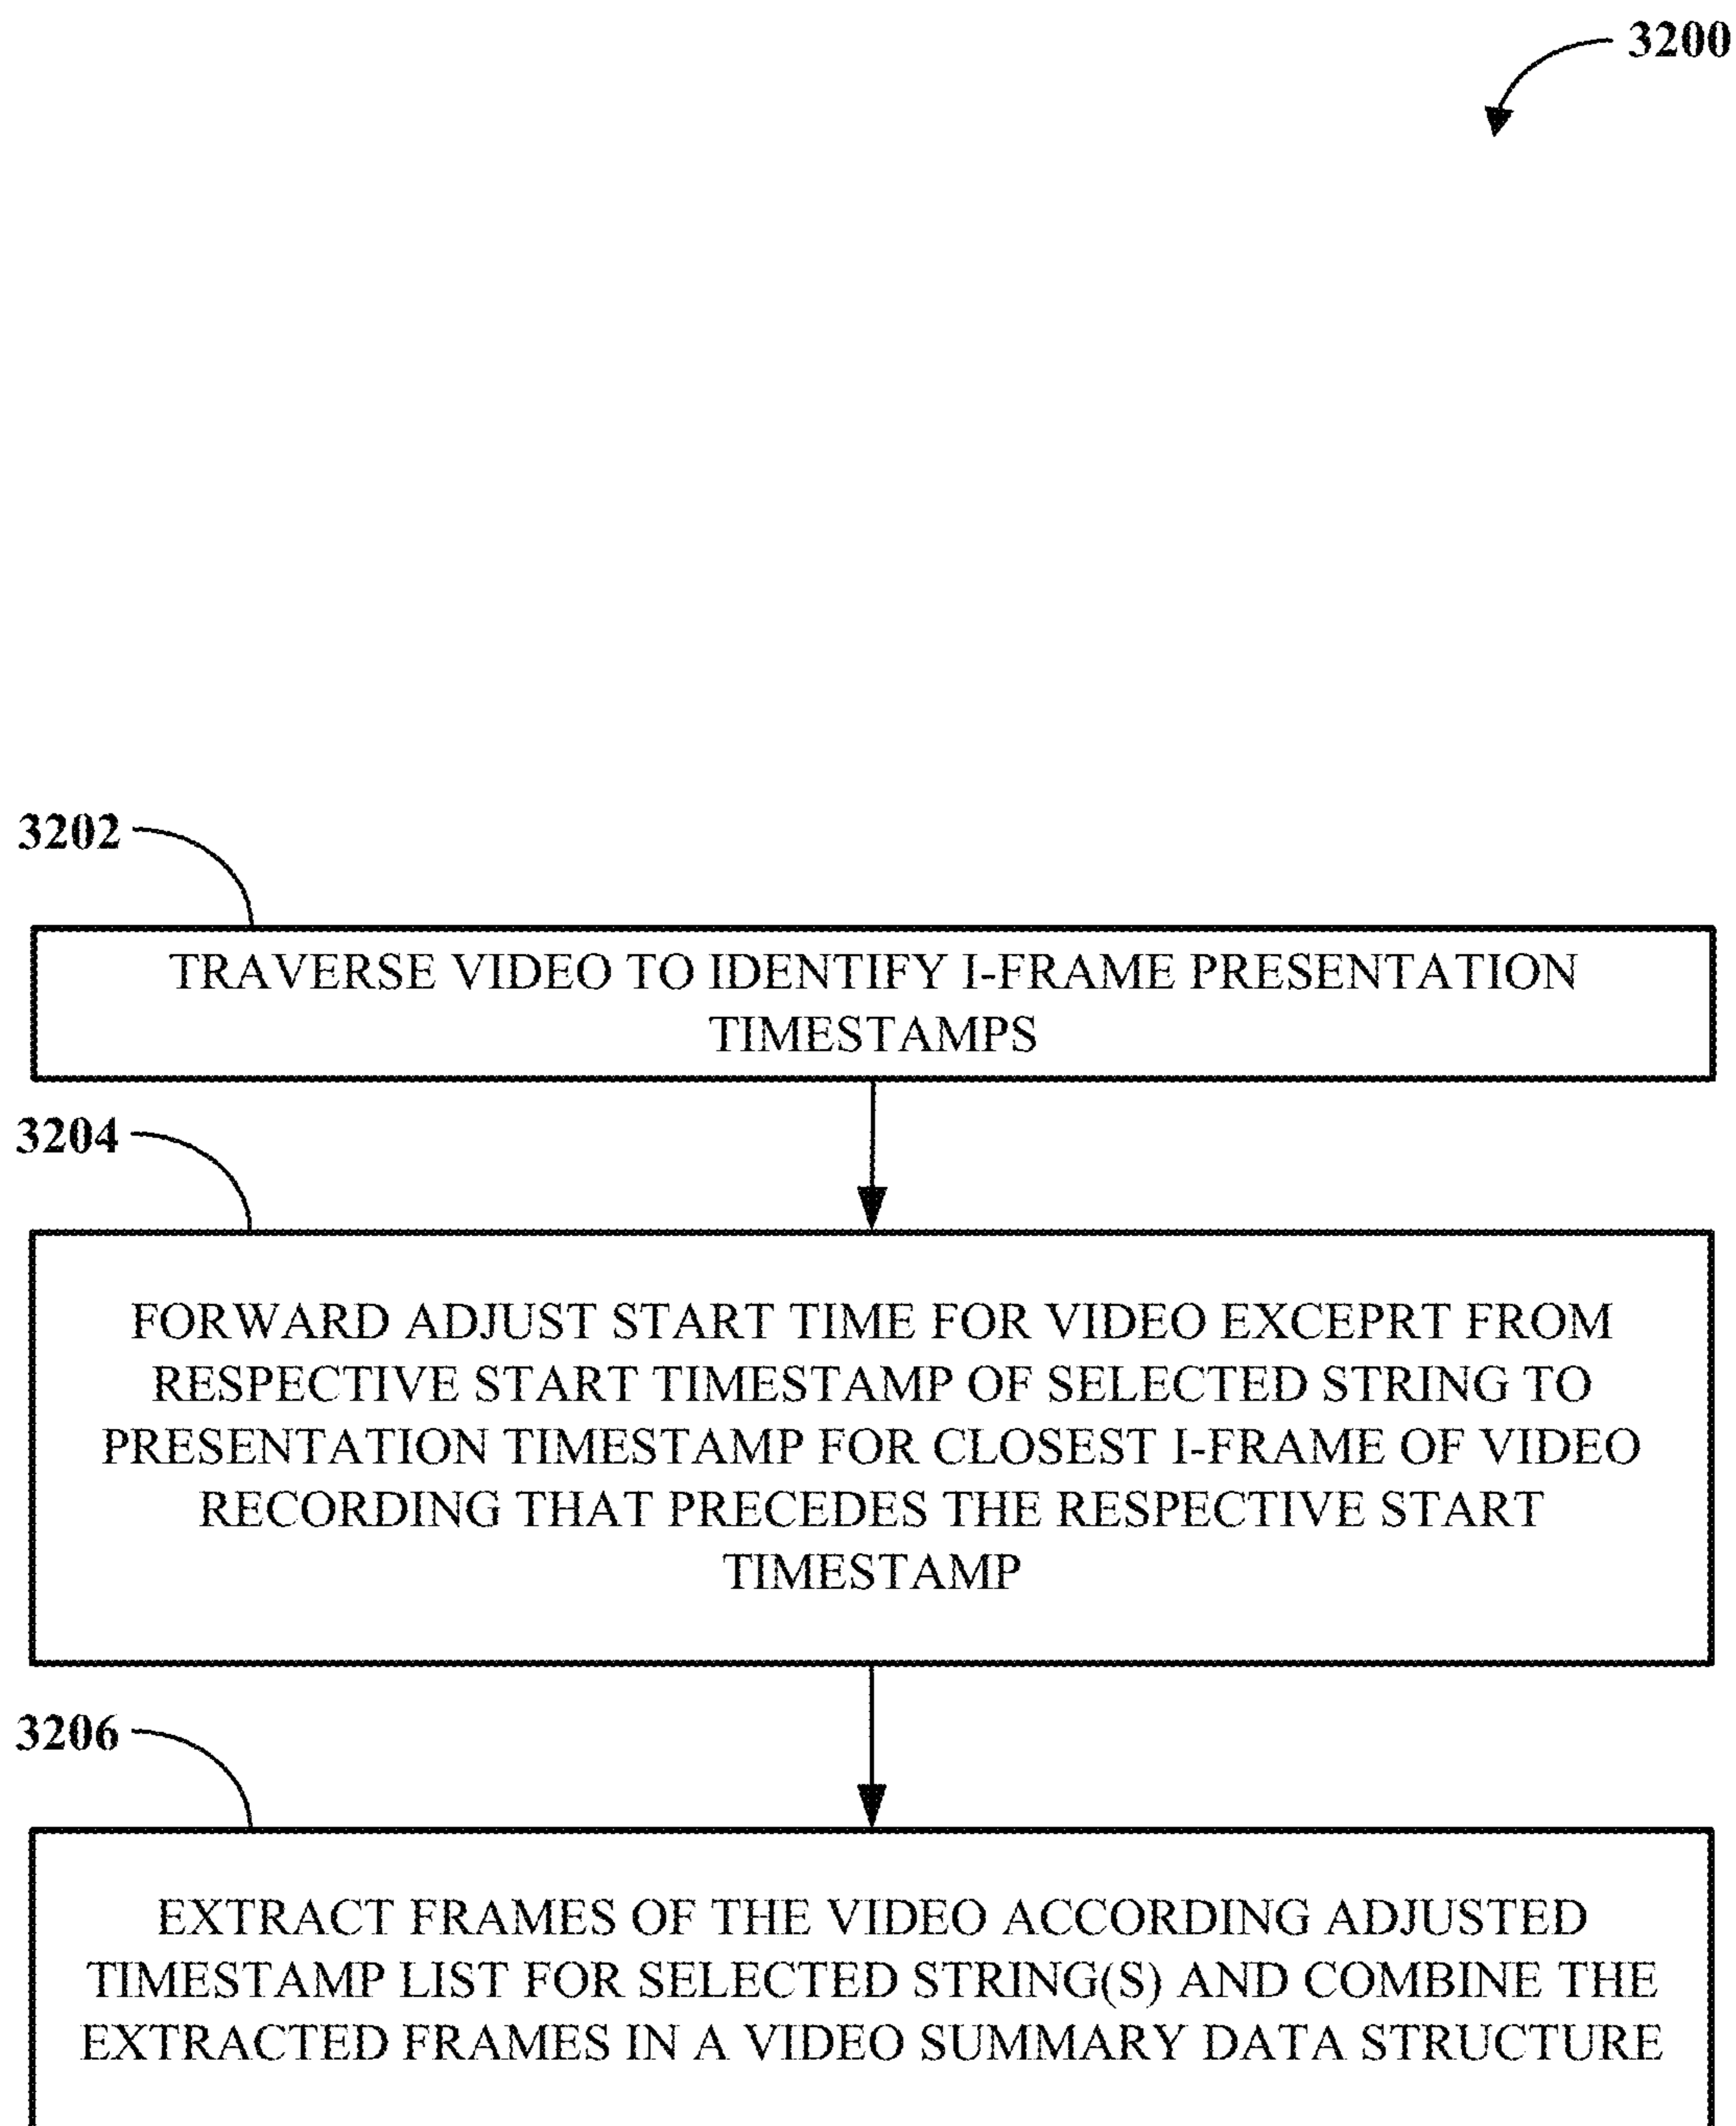 3200
3202
TRAVERSE VIDEO TO IDENTIFY I-FRAME PRESENTATION
TIMESTAMPS
3204
FORWARD ADJUST START TIME FOR VIDEO EXCEPRT FROM
RESPECTIVE START TIMESTAMP OF SELECTED STRING TO
PRESENTATION TIMESTAMP FOR CLOSEST I-FRAME OF VIDEO
RECORDING THAT PRECEDES THE RESPECTIVE START
TIMESTAMP
3206
EXTRACT FRAMES OF THE VIDEO ACCORDING ADJUSTED
TIMESTAMP LIST FOR SELECTED STRING(S) AND COMBINE THE
EXTRACTED FRAMES IN A VIDEO SUMMARY DATA STRUCTURE